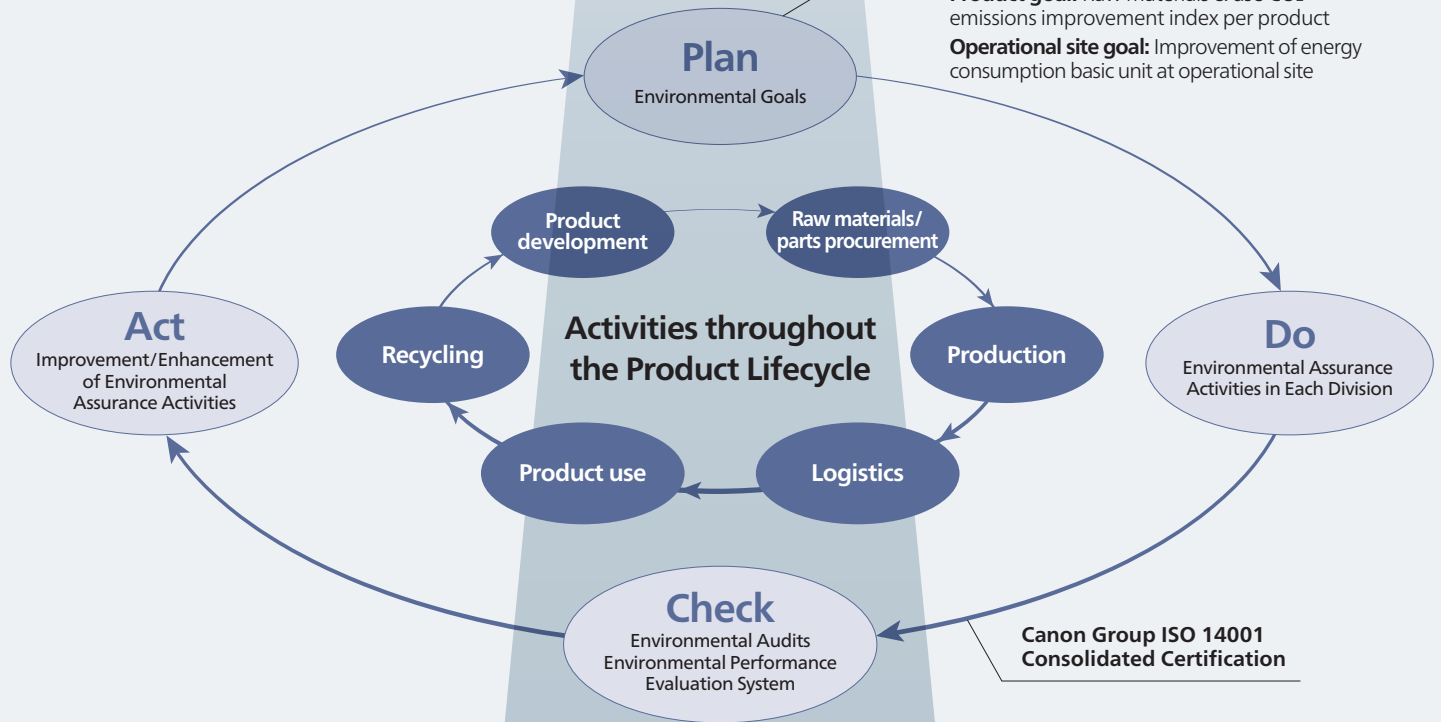 Product goal:
emissions improvement index per product
Operational site goal: Improvement of energy
consumption basic unit at operational site
Plan
Environmental Goals
Product
development
Raw materials/
parts procurement
Act
Improvement/Enhancement
of Environmental
Assurance Activities
Recycling
Activities throughout
the Product Lifecycle
Production
Do
Environmental Assurance
Activities in Each Division
Product use
Logistics
Check
Environmental Audits
Environmental Performance
Evaluation System
Canon Group ISO 14001
Consolidated Certification